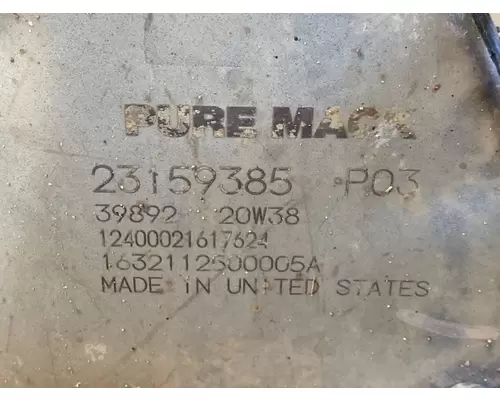 PURE MACK
23159385 P03
39892 20W38
12400021617624
1632112500005A
MADE IN UNITED STATES